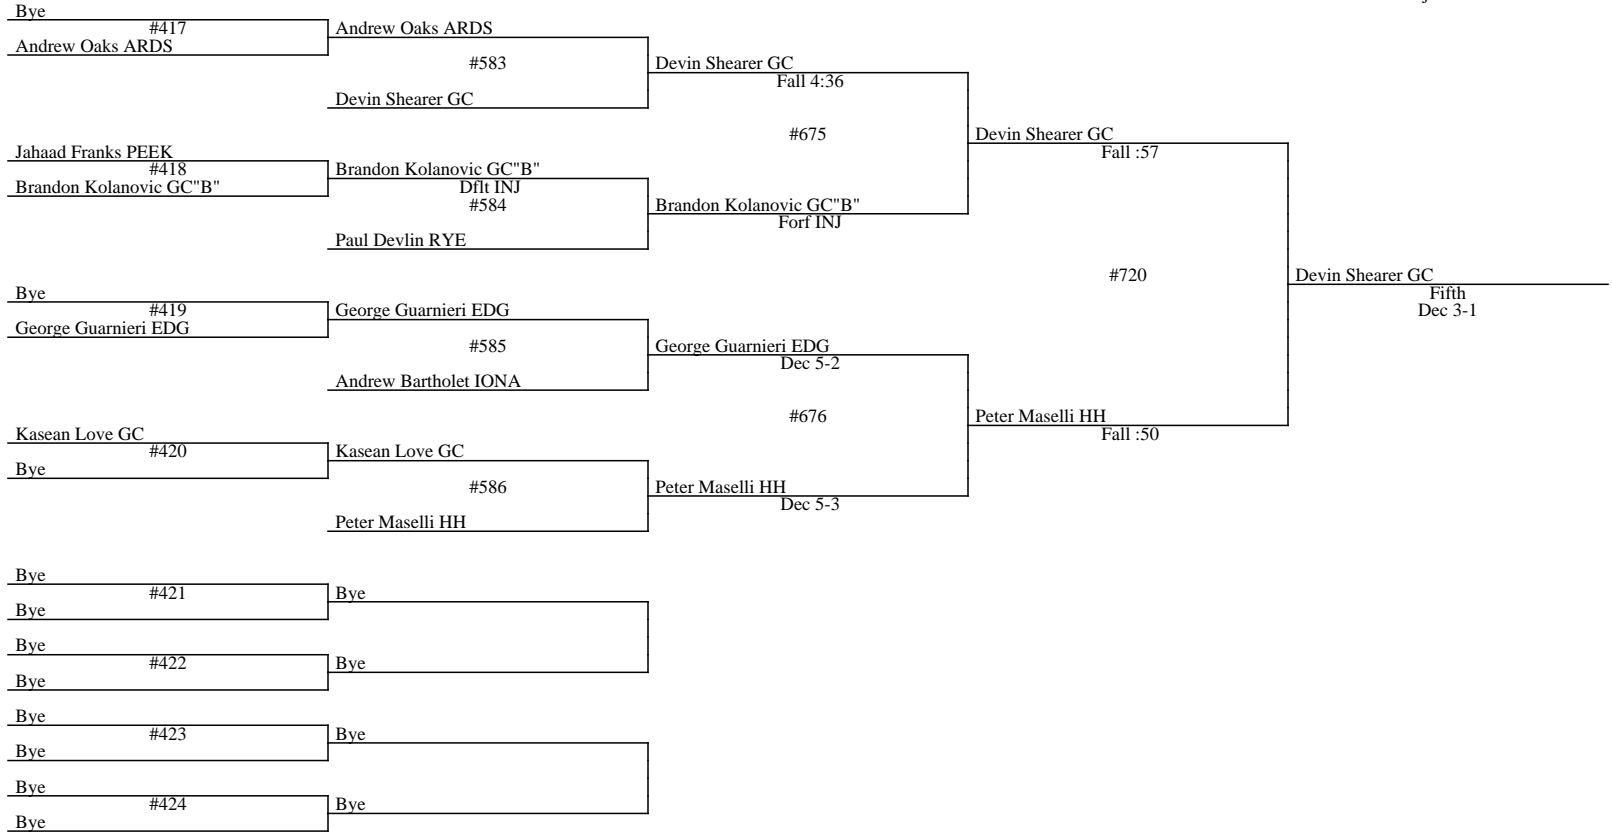 Bye
#417
Andrew Oaks ARDS
Andrew Oaks ARDS
#583
Devin Shearer GC
Devin Shearer GC
Fall 4:36
#675
Jahaad Franks PEEK
#418
Brandon Kolanovic GC"B"
Brandon Kolanovic GC"B"
Dflt INJ
#584
Paul Devlin RYE
Brandon Kolanovic GC"B"
Forf INJ
Devin Shearer GC
Fall :57
#720
Bye
#419
George Guarnieri EDG
George Guarnieri EDG
#585
Andrew Bartholet IONA
George Guarnieri EDG
Dec 5-2
#676
Kasean Love GC
#420
Bye
Kasean Love GC
#586
Peter Maselli HH
Peter Maselli HH
Dec 5-3
Peter Maselli HH
Fall :50
Devin Shearer GC
Fifth
Dec 3-1
Bye
#421
Bye
Bye
Bye
#422
Bye
Bye
Bye
#423
Bye
Bye
Bye
#424
Bye
Bye